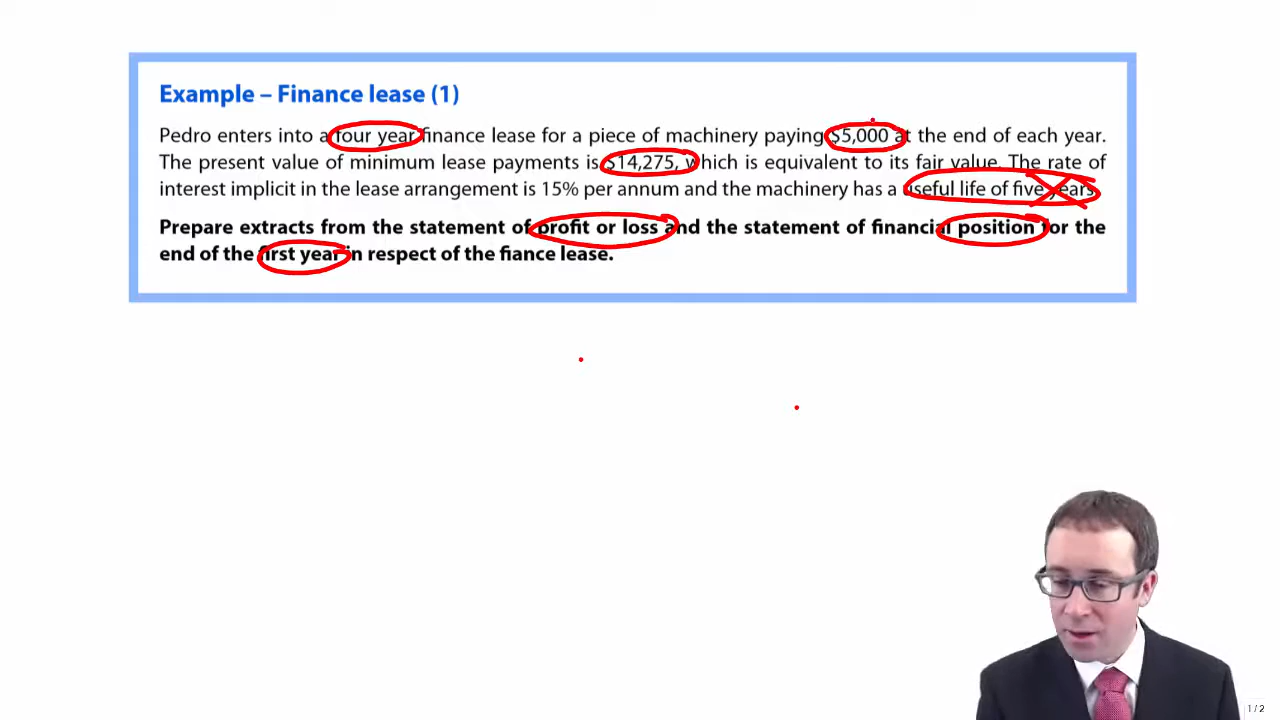 Example – Finance lease (1)
Pedro enters into a four year finance lease for a piece of machinery paying $5,000 at the end of each year.
The present value of minimum lease payments is $14,275, which is equivalent to its fair value. The rate of
interest implicit in the lease arrangement is 15% per annum and the machinery has a useful life of five years.
Prepare extracts from the statement of profit or loss and the statement of financial position for the
end of the first year in respect of the fiance lease.
1 / 2